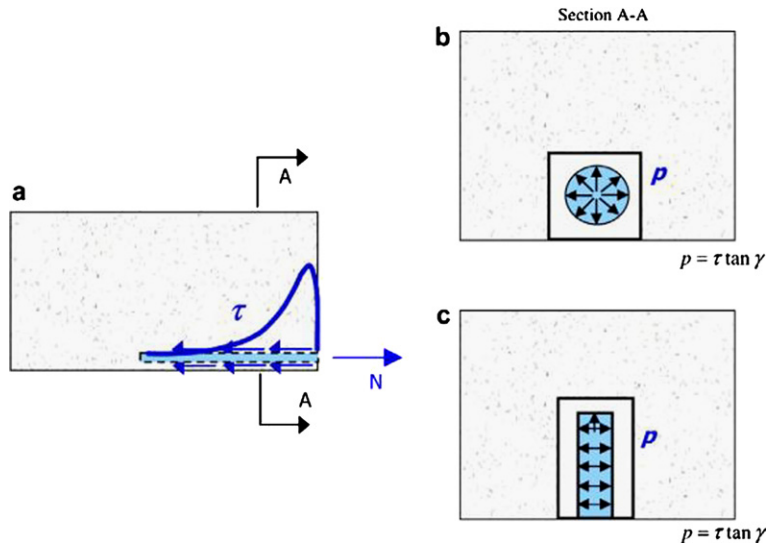 Section A-A
b
A
a
p
τ
p = τ tan γ
c
N
A
p
p = τ tan γ